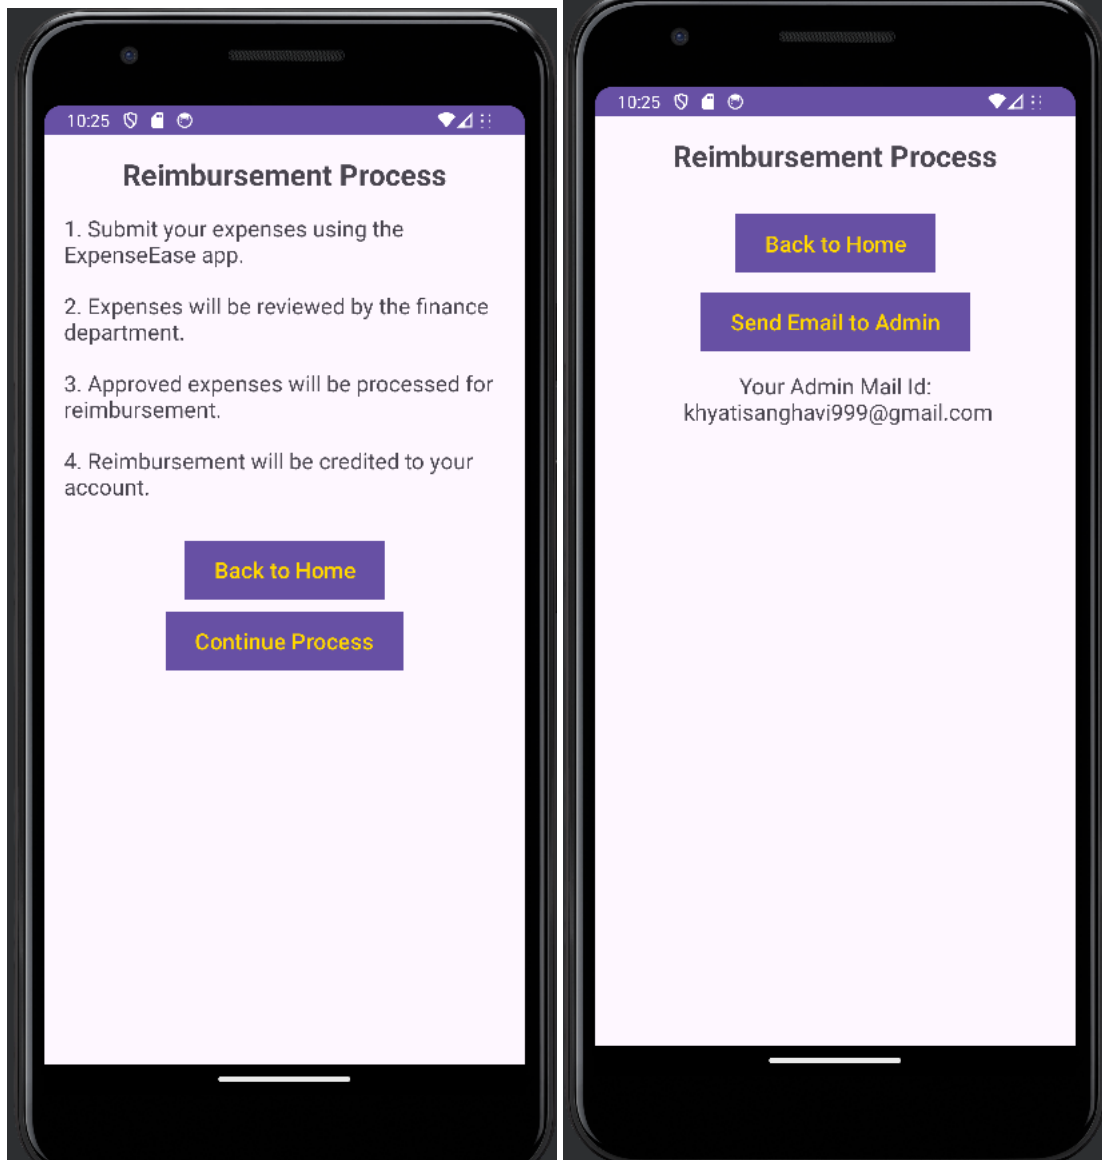 10:25
Reimbursement Process
1. Submit your expenses using the
ExpenseEase app.
2. Expenses will be reviewed by the finance
department.
3. Approved expenses will be processed for
reimbursement.
4. Reimbursement will be credited to your
account.
Back to Home
Continue Process
10:25
Reimbursement Process
Back to Home
Send Email to Admin
Your Admin Mail Id:
khyatisanghavi999@gmail.com